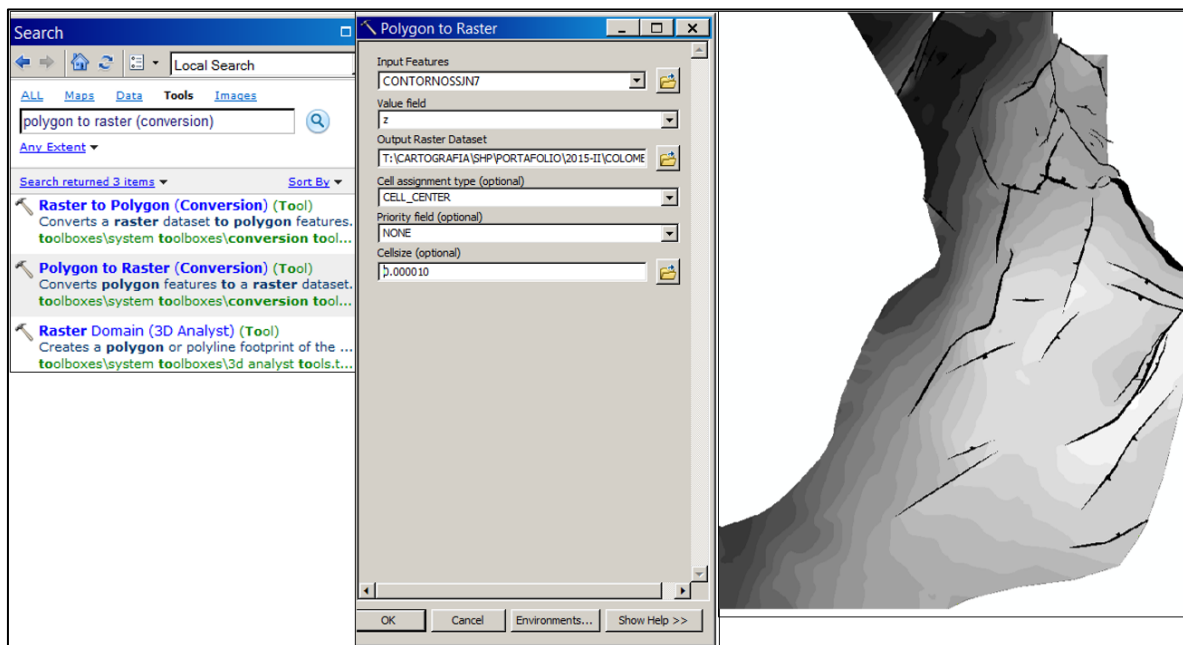 Search
Local Search
ALL Maps Data Tools Images
polygon to raster (conversion)
Any Extent
Search returned 3 items Sort By
Raster to Polygon (Conversion) (Tool)
Converts a raster dataset to polygon features.
toolboxes\system toolboxes\conversion tool...
Polygon to Raster (Conversion) (Tool)
Converts polygon features to a raster dataset.
toolboxes\system toolboxes\conversion tool...
Raster Domain (3D Analyst) (Tool)
Creates a polygon or polyline footprint of the ...
toolboxes\system toolboxes\3d analyst tools.t...
Polygon to Raster
Input Features
CONTORNOSSJN7
Value field
z
Output Raster Dataset
T:\CARTOGRAFIA\SHP\PORTAFOLIO\2015-II\COLOME
Cell assignment type (optional)
CELL_CENTER
Priority field (optional)
NONE
Cellsize (optional)
0.000010
OK Cancel Environments... Show Help >>